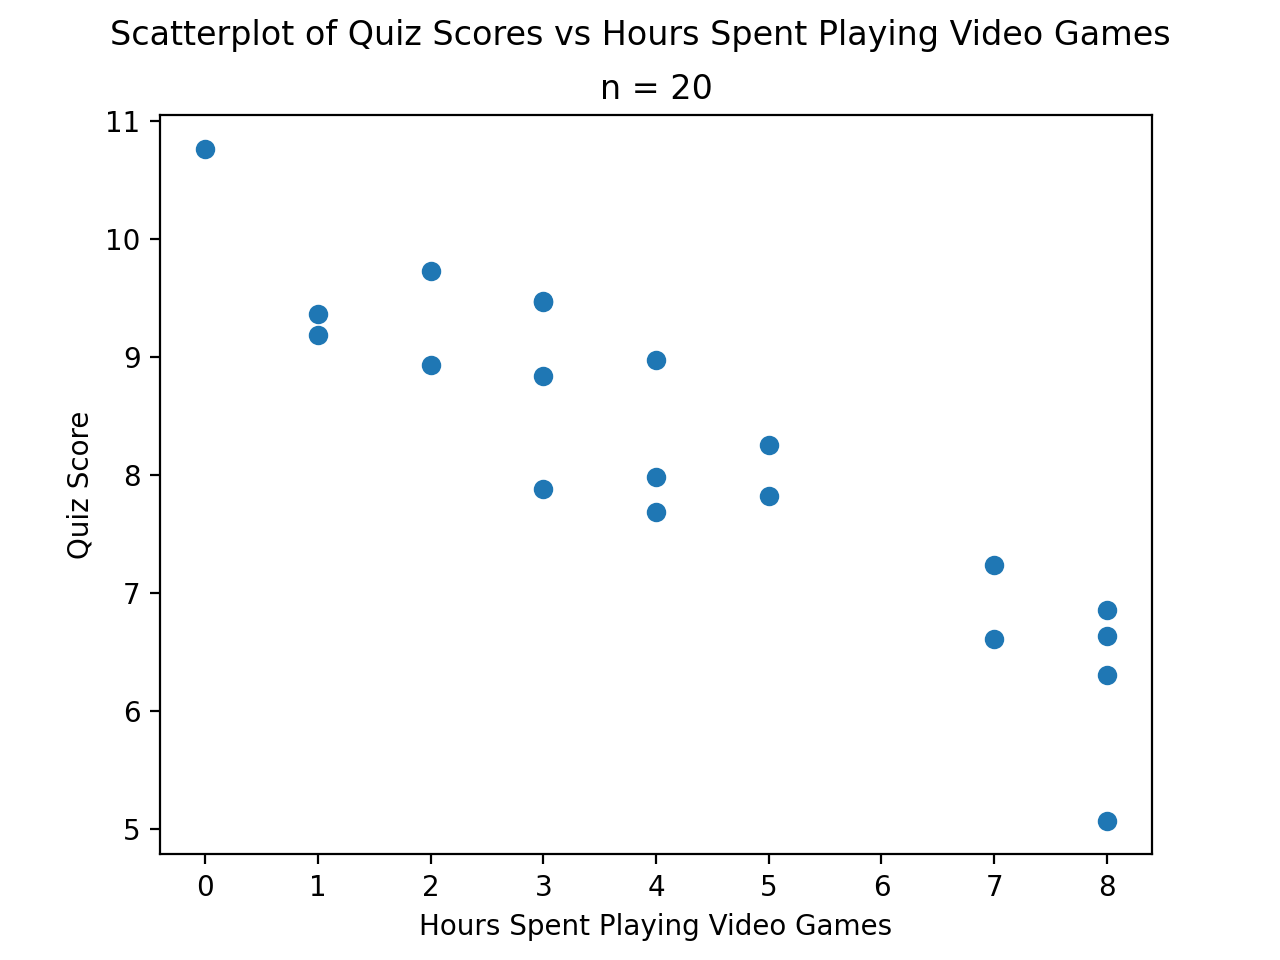 Scatterplot of Quiz Scores vs Hours Spent Playing Video Games
n = 20
11
10
9
8
7
6
5
Quiz Score
0 1 2 3 4 5 6 7 8
Hours Spent Playing Video Games